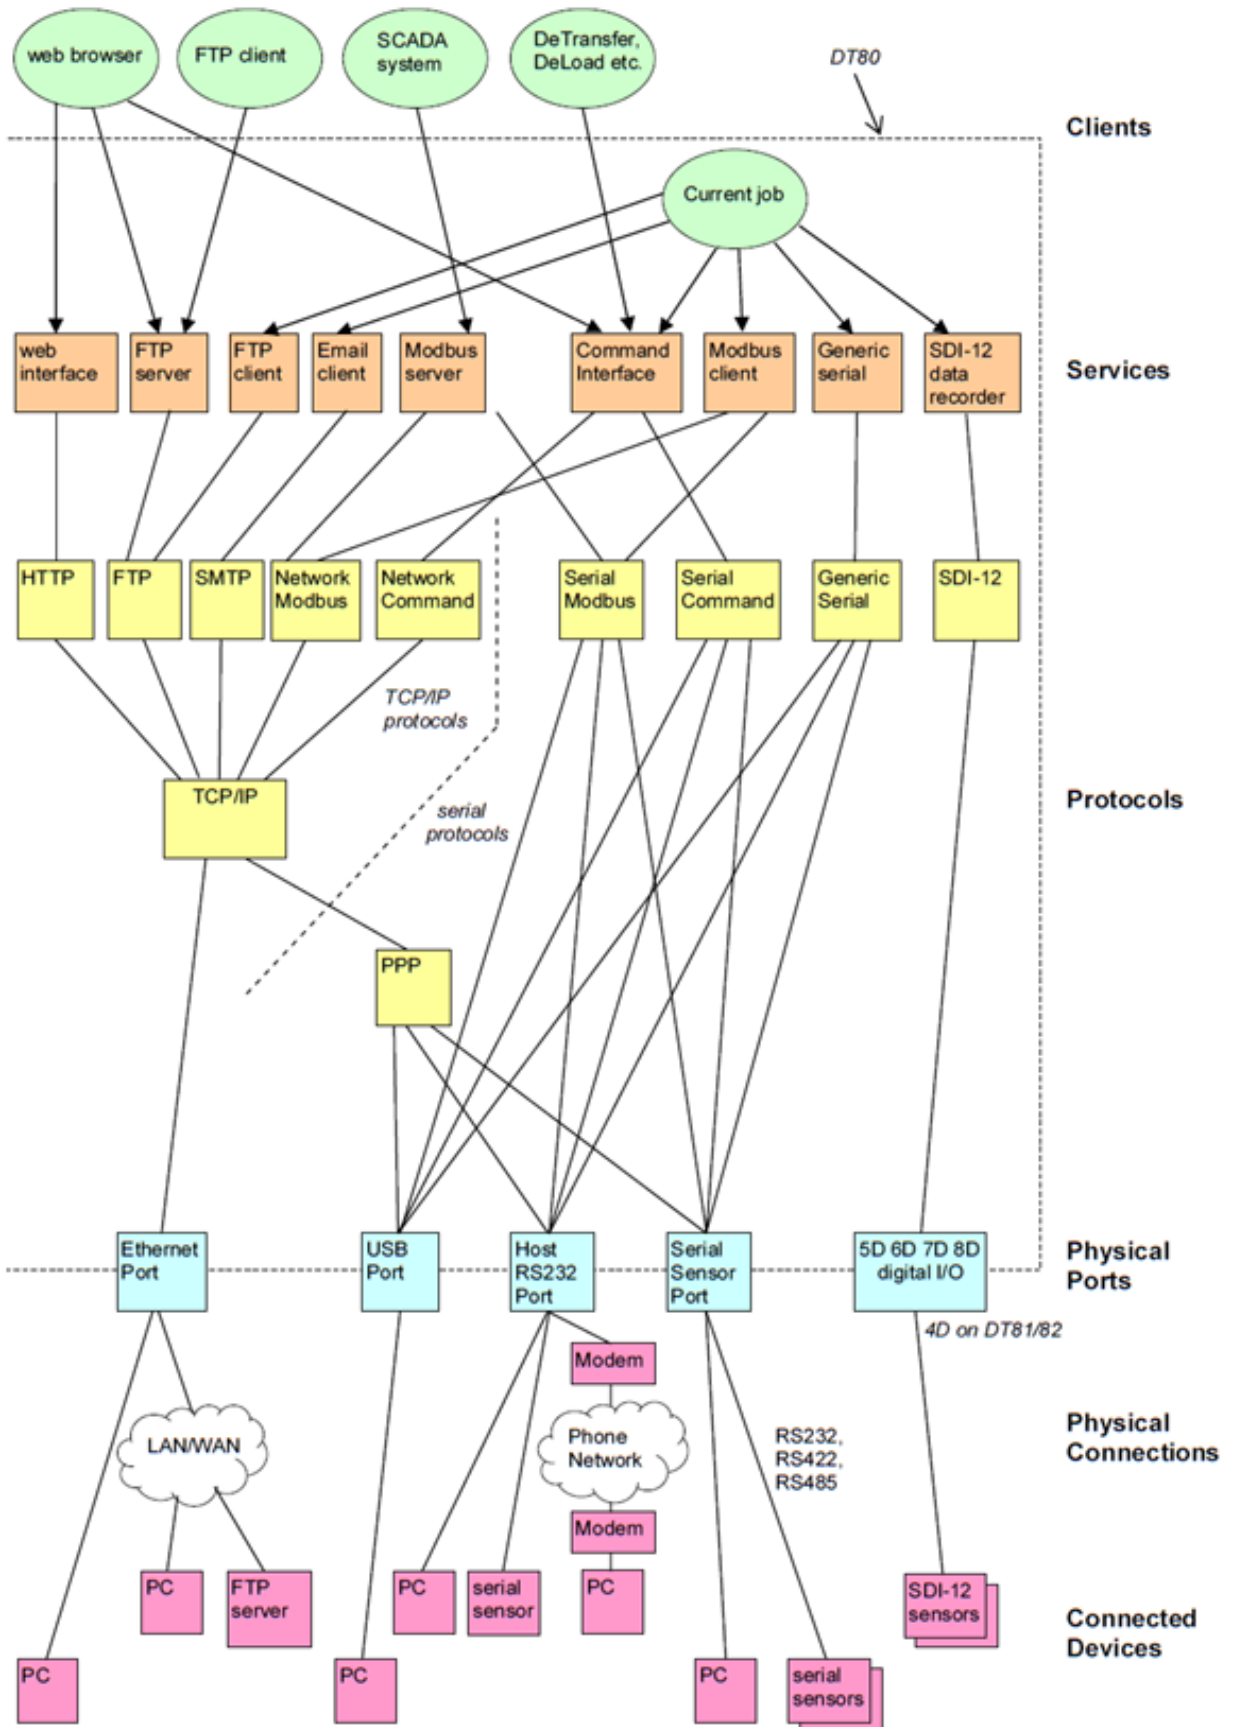 web browser
FTP client
SCADA
system
DeTransfer,
DeLoad etc.
DT80
Clients
Current job
web
interface
FTP
server
FTP
client
Email
client
Modbus
server
Command
Interface
Modbus
client
Generic
serial
SDI-12
data
recorder
Services
HTTP
FTP
SMTP
Network
Modbus
Network
Command
Serial
Modbus
Serial
Command
Generic
Serial
SDI-12
TCP/IP
protocols
TCP/IP
serial
protocols
Protocols
PPP
Ethernet
Port
USB
Port
Host
RS232
Port
Serial
Sensor
Port
5D 6D 7D 8D
digital I/O
Physical
Ports
4D on DT81/82
Modem
LAN/WAN
Phone
Network
RS232,
RS422,
RS485
Physical
Connections
Modem
PC
FTP
server
PC
serial
sensor
PC
SDI-12
sensors
Connected
Devices
PC
PC
PC
serial
sensors